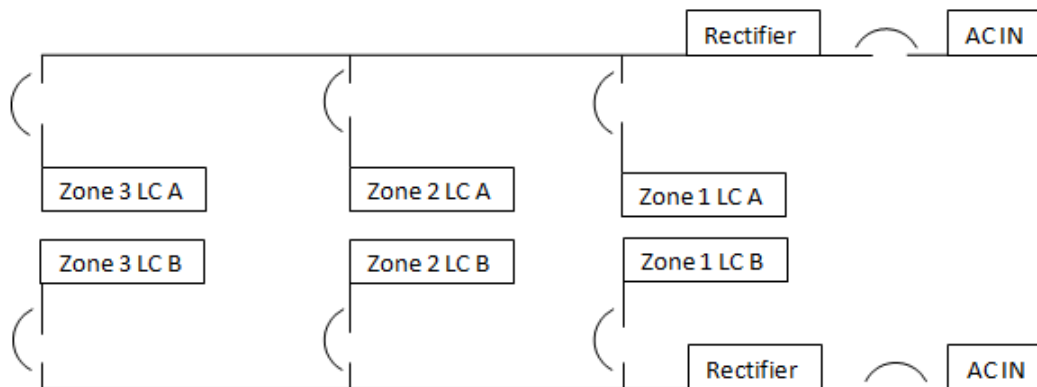 Rectifier
AC IN
Zone 3 LC A
Zone 2 LC A
Zone 1 LC A
Zone 3 LC B
Zone 2 LC B
Zone 1 LC B
Rectifier
AC IN